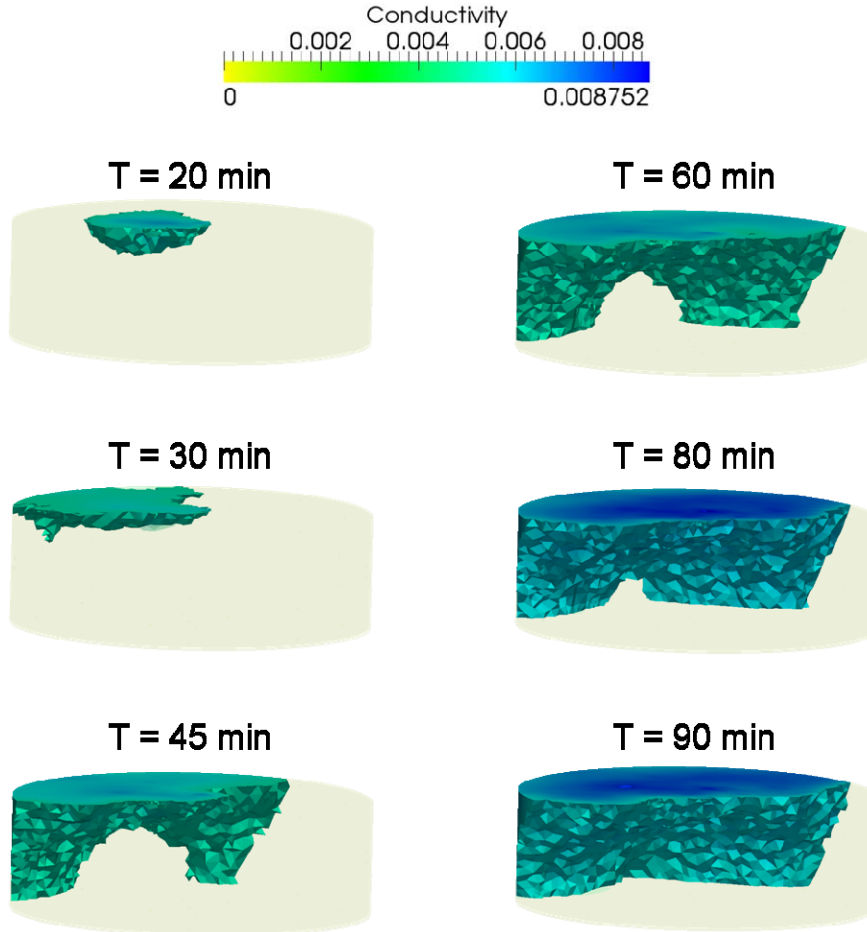 Conductivity
0.002 0.004 0.006 0.008
0 0.008752
T = 20 min
T = 60 min
T = 30 min
T = 80 min
T = 45 min
T = 90 min